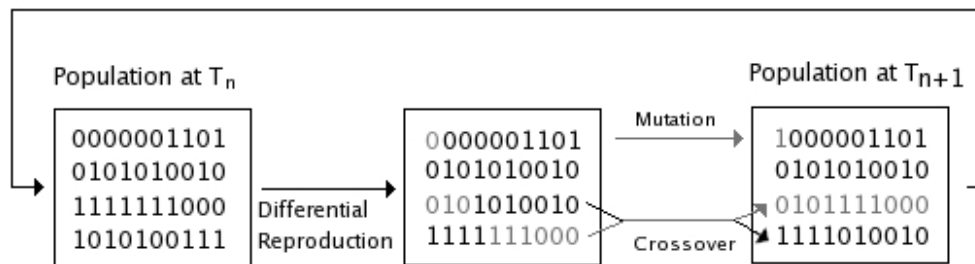 Population at Tn
0000001101
0101010010
1111111000
1010100111
Differential
Reproduction
0000001101
0101010010
0101010010
1111111000
Mutation
Crossover
Population at Tn+1
1000001101
0101010010
0101111000
1111010010